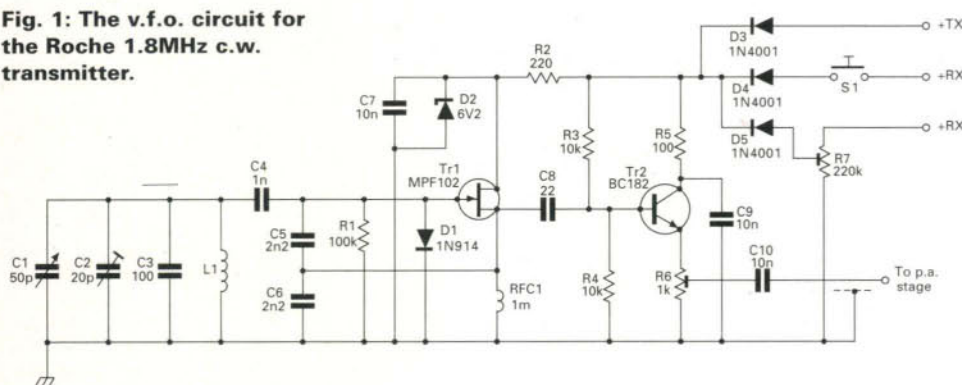 Fig. 1: The v.f.o. circuit for
the Roche 1.8MHz c.w.
transmitter.
D3
1N4001
+TX
R2
220
D4
1N4001
S1
+RX
C7
10n
D2
6V2
R3
10k
R5
100
D5
1N4001
+RX
R7
220k
C4
1n
Tr1
MPF102
C8
22
Tr2
BC182
C1
50p
C2
20p
C3
100
L1
C5
2n2
R1
100k
D1
1N914
C9
10n
C10
10n
C6
2n2
RFC1
1m
R4
10k
R6
1k
To p.a.
stage